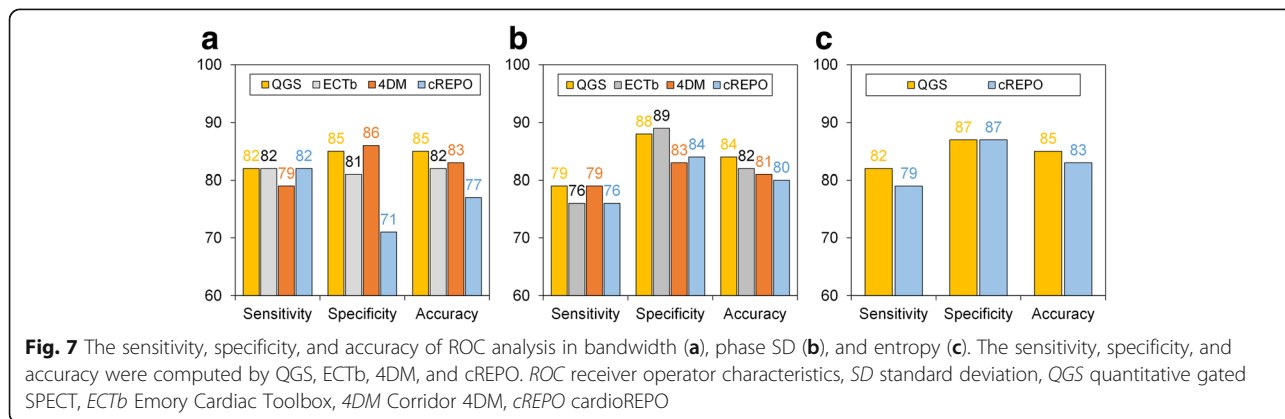 a
b
c
100
90
80
70
60
QGS ECTb 4DM cREPO
82 82 79 82
85 81 86 71
85 82 83 77
Sensitivity Specificity Accuracy
100
90
80
70
60
QGS ECTb 4DM cREPO
79 76 79 76
88 89 83 84
84 82 81 80
Sensitivity Specificity Accuracy
100
90
80
70
60
QGS cREPO
82 79
87 87
85 83
Sensitivity Specificity Accuracy
Fig. 7 The sensitivity, specificity, and accuracy of ROC analysis in bandwidth (a), phase SD (b), and entropy (c). The sensitivity, specificity, and
accuracy were computed by QGS, ECTb, 4DM, and cREPO. ROC receiver operator characteristics, SD standard deviation, QGS quantitative gated
SPECT, ECTb Emory Cardiac Toolbox, 4DM Corridor 4DM, cREPO cardioREPO